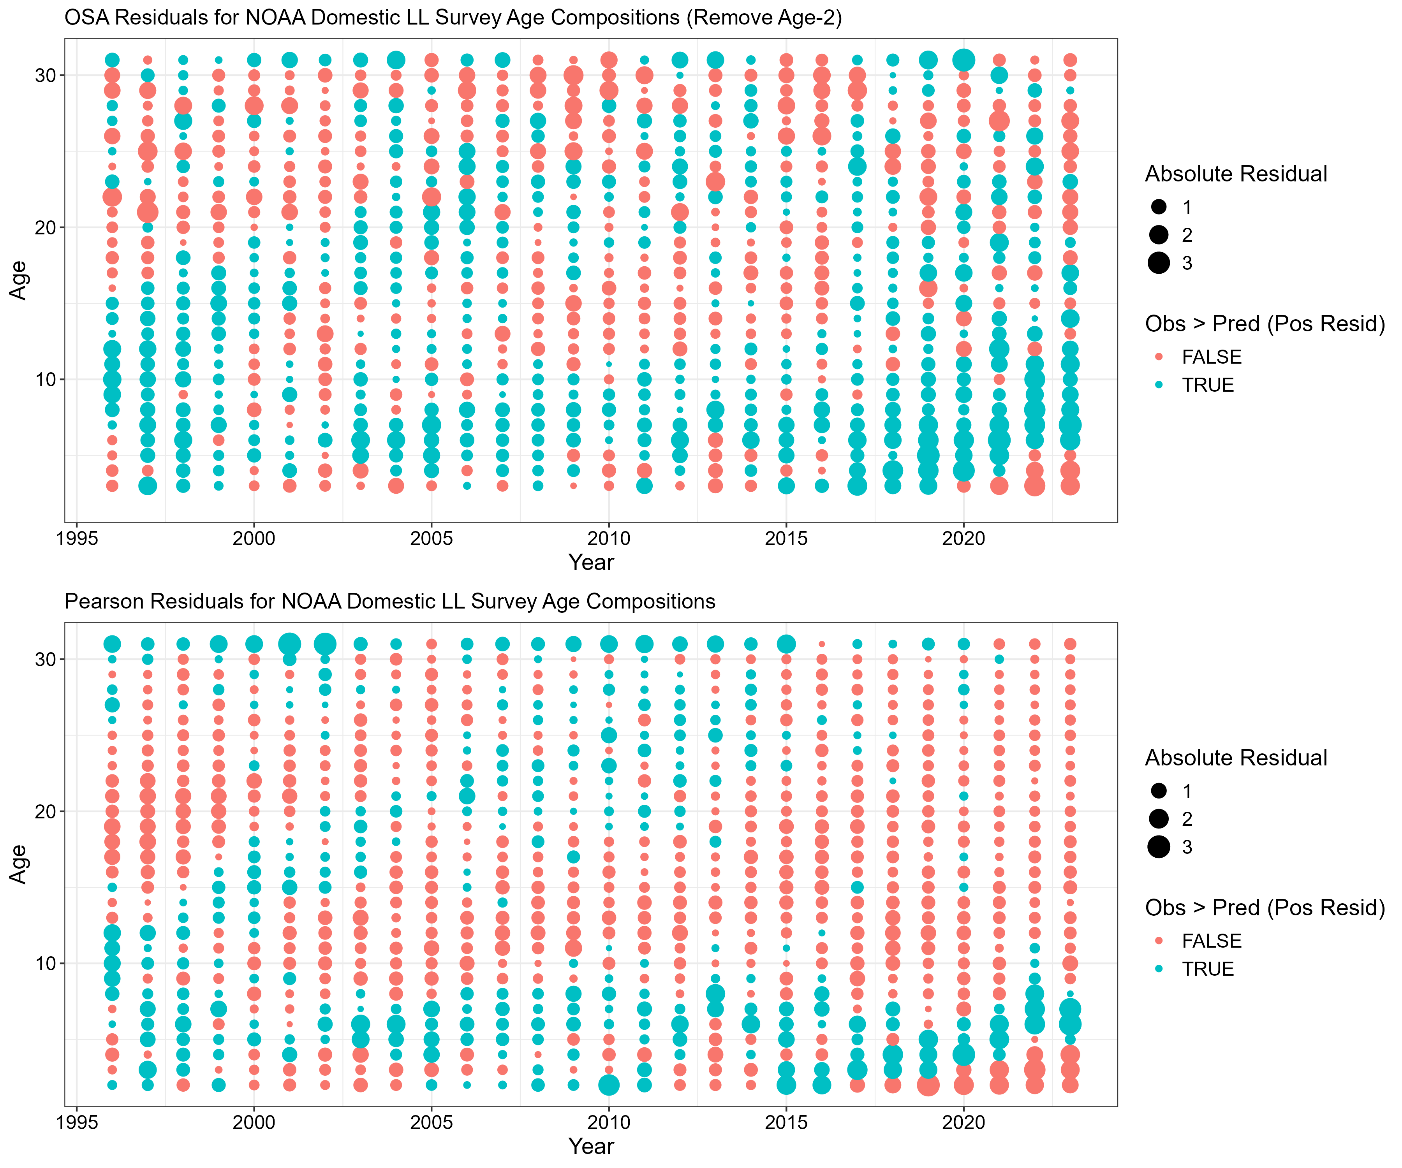 OSA Residuals for NOAA Domestic LL Survey Age Compositions (Remove Age-2)
30
20
10
Age
1995 2000 2005 2010 2015 2020
Year
Absolute Residual
1
2
3
Obs > Pred (Pos Resid)
FALSE
TRUE
Pearson Residuals for NOAA Domestic LL Survey Age Compositions
30
20
10
Age
1995 2000 2005 2010 2015 2020
Year
Absolute Residual
1
2
3
Obs > Pred (Pos Resid)
FALSE
TRUE